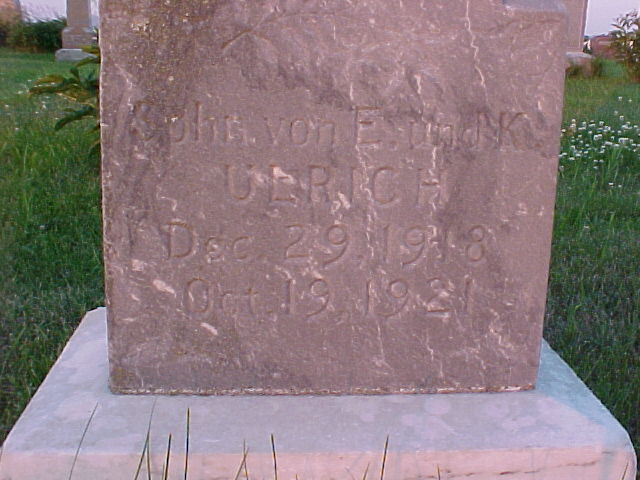 Sohn von E. und K.
ULRICH
Dec. 29, 1918
Oct. 19, 1921